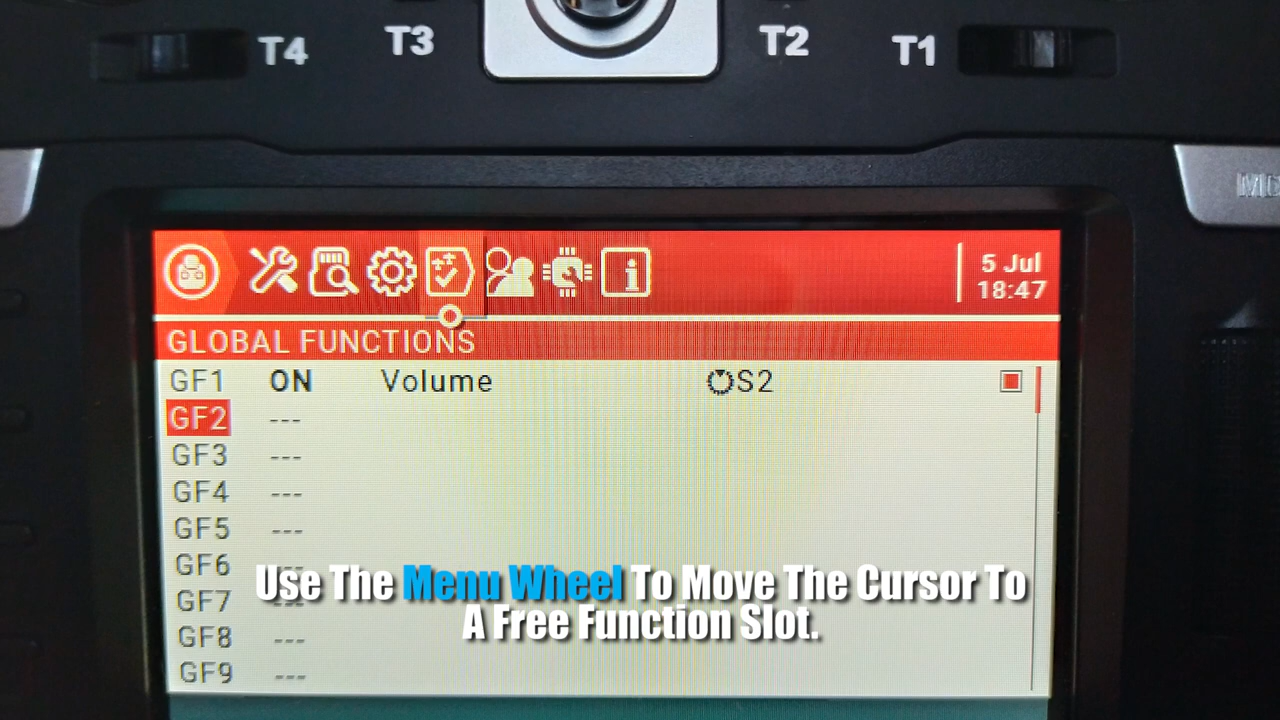 T4 T3 T2 T1
5 Jul
18:47
GLOBAL FUNCTIONS
GF1 ON Volume S2
GF2 ---
GF3 ---
GF4 ---
GF5 ---
GF6 ---
GF7 ---
GF8 ---
GF9 ---
Use The Menu Wheel To Move The Cursor To
A Free Function Slot.